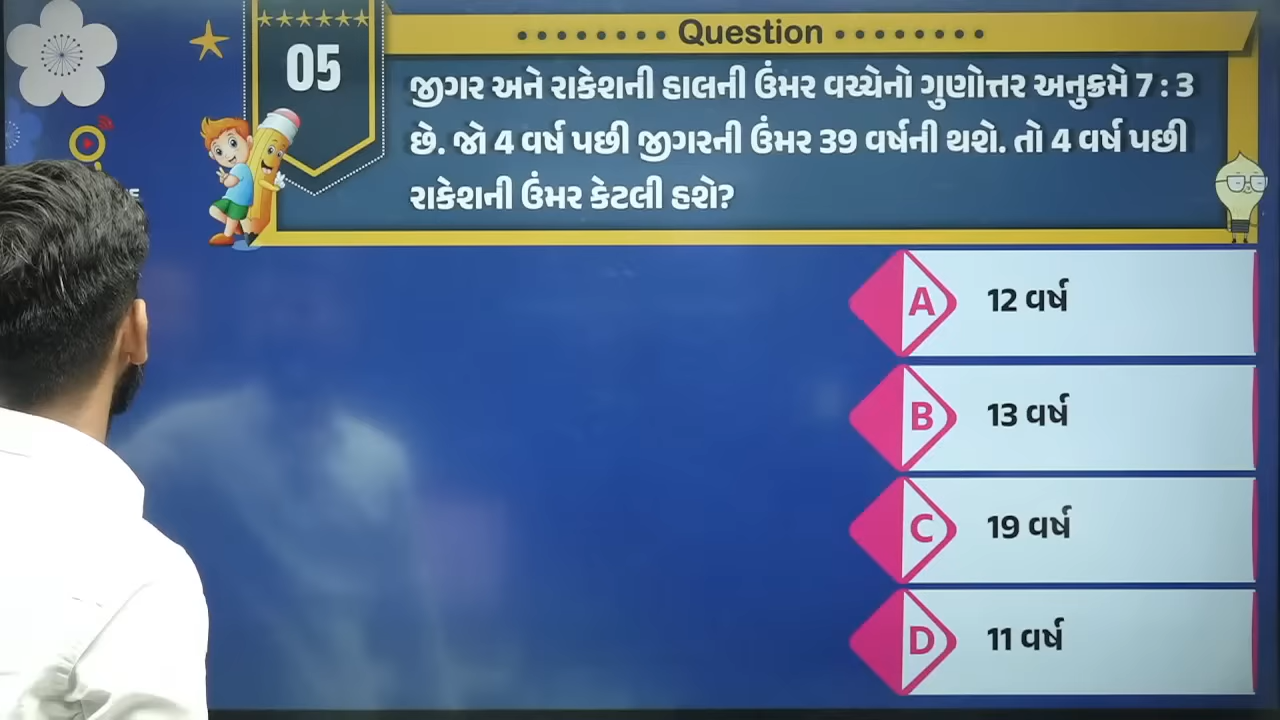 Question
05
જીગર અને રાકેશની હાલની ઉંમર વચ્ચેનો ગુણોત્તર અનુક્રમે 7 : 3
છે. જો 4 વર્ષ પછી જીગરની ઉંમર 39 વર્ષની થશે. તો 4 વર્ષ પછી
રાકેશની ઉંમર કેટલી હશે?
A 12 વર્ષ
B 13 વર્ષ
C 19 વર્ષ
D 11 વર્ષ